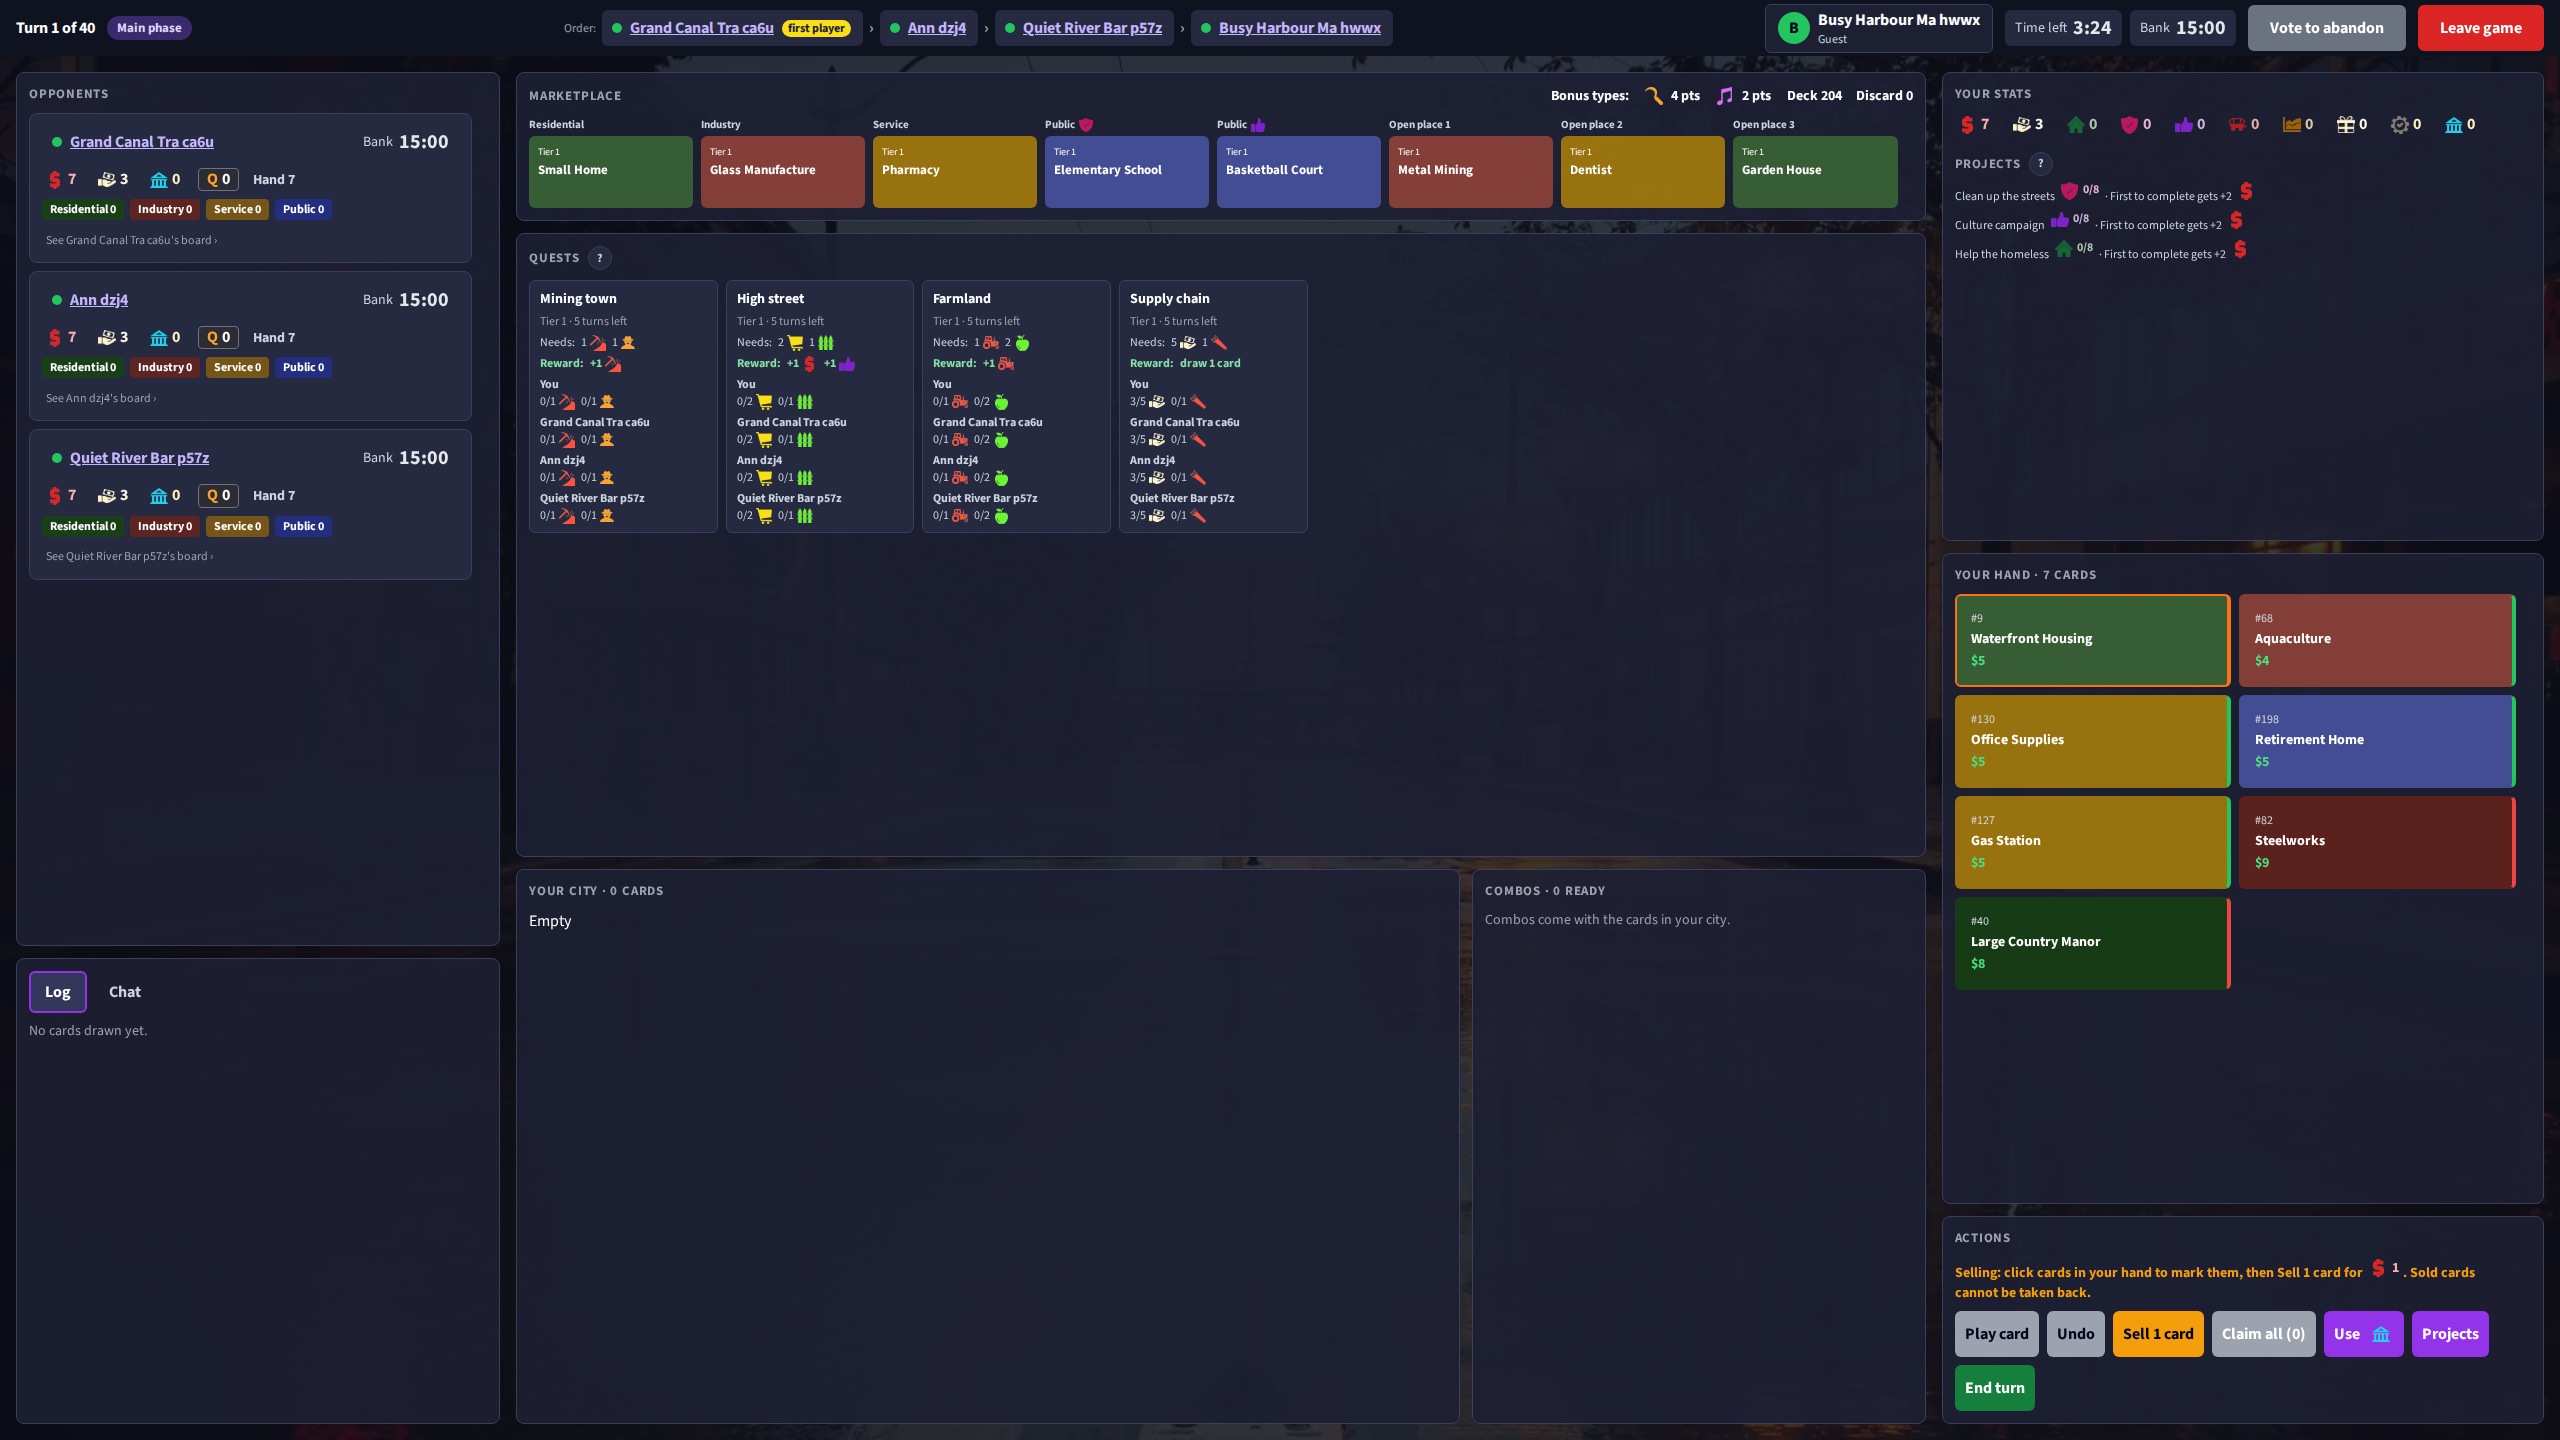 Turn 1 of 40 Main phase
Order: Grand Canal Tra ca6u first player › Ann dzj4 › Quiet River Bar p57z › Busy Harbour Ma hwwx
B Busy Harbour Ma hwwx
Guest
Time left 3:24 Bank 15:00 Vote to abandon Leave game
OPPONENTS
Grand Canal Tra ca6u Bank 15:00
7 3 0 Q 0 Hand 7
Residential 0 Industry 0 Service 0 Public 0
See Grand Canal Tra ca6u's board ›
Ann dzj4 Bank 15:00
7 3 0 Q 0 Hand 7
Residential 0 Industry 0 Service 0 Public 0
See Ann dzj4's board ›
Quiet River Bar p57z Bank 15:00
7 3 0 Q 0 Hand 7
Residential 0 Industry 0 Service 0 Public 0
See Quiet River Bar p57z's board ›
Log Chat
No cards drawn yet.
MARKETPLACE Bonus types: 4 pts 2 pts Deck 204 Discard 0
Residential Industry Service Public Public Open place 1 Open place 2 Open place 3
Tier 1 Tier 1 Tier 1 Tier 1 Tier 1 Tier 1 Tier 1 Tier 1
Small Home Glass Manufacture Pharmacy Elementary School Basketball Court Metal Mining Dentist Garden House
QUESTS ?
Mining town
Tier 1 · 5 turns left
Needs: 1 1
Reward: +1
You
0/1 0/1
Grand Canal Tra ca6u
0/1 0/1
Ann dzj4
0/1 0/1
Quiet River Bar p57z
0/1 0/1
High street
Tier 1 · 5 turns left
Needs: 2 1
Reward: +1 +1
You
0/2 0/1
Grand Canal Tra ca6u
0/2 0/1
Ann dzj4
0/2 0/1
Quiet River Bar p57z
0/2 0/1
Farmland
Tier 1 · 5 turns left
Needs: 1 2
Reward: +1
You
0/1 0/2
Grand Canal Tra ca6u
0/1 0/2
Ann dzj4
0/1 0/2
Quiet River Bar p57z
0/1 0/2
Supply chain
Tier 1 · 5 turns left
Needs: 5 1
Reward: draw 1 card
You
3/5 0/1
Grand Canal Tra ca6u
3/5 0/1
Ann dzj4
3/5 0/1
Quiet River Bar p57z
3/5 0/1
YOUR CITY · 0 CARDS
Empty
COMBOS · 0 READY
Combos come with the cards in your city.
YOUR STATS
$ 7 3 0 0 0 0 0 0 0 0
PROJECTS ?
Clean up the streets 0/8 · First to complete gets +2 $
Culture campaign 0/8 · First to complete gets +2 $
Help the homeless 0/8 · First to complete gets +2 $
YOUR HAND · 7 CARDS
#9
Waterfront Housing
$5
#68
Aquaculture
$4
#130
Office Supplies
$5
#198
Retirement Home
$5
#127
Gas Station
$5
#82
Steelworks
$9
#40
Large Country Manor
$8
ACTIONS
Selling: click cards in your hand to mark them, then Sell 1 card for $ 1 . Sold cards
cannot be taken back.
Play card Undo Sell 1 card Claim all (0) Use Projects
End turn